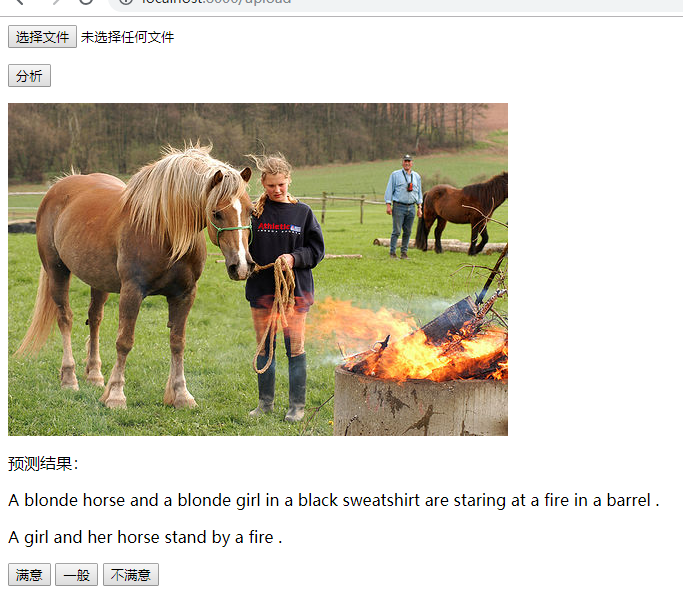 localhost:8000/upload
选择文件 未选择任何文件
分析
Athletic
预测结果：
A blonde horse and a blonde girl in a black sweatshirt are staring at a fire in a barrel .
A girl and her horse stand by a fire .
满意 一般 不满意